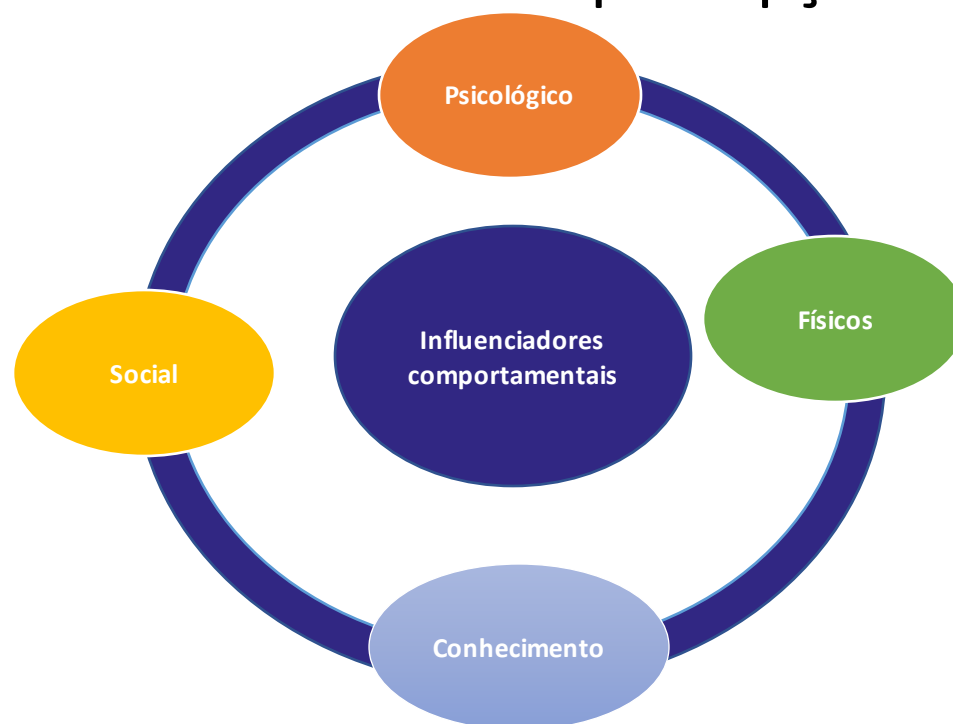 Psicológico
Físicos
Influenciadores
comportamentais
Social
Conhecimento